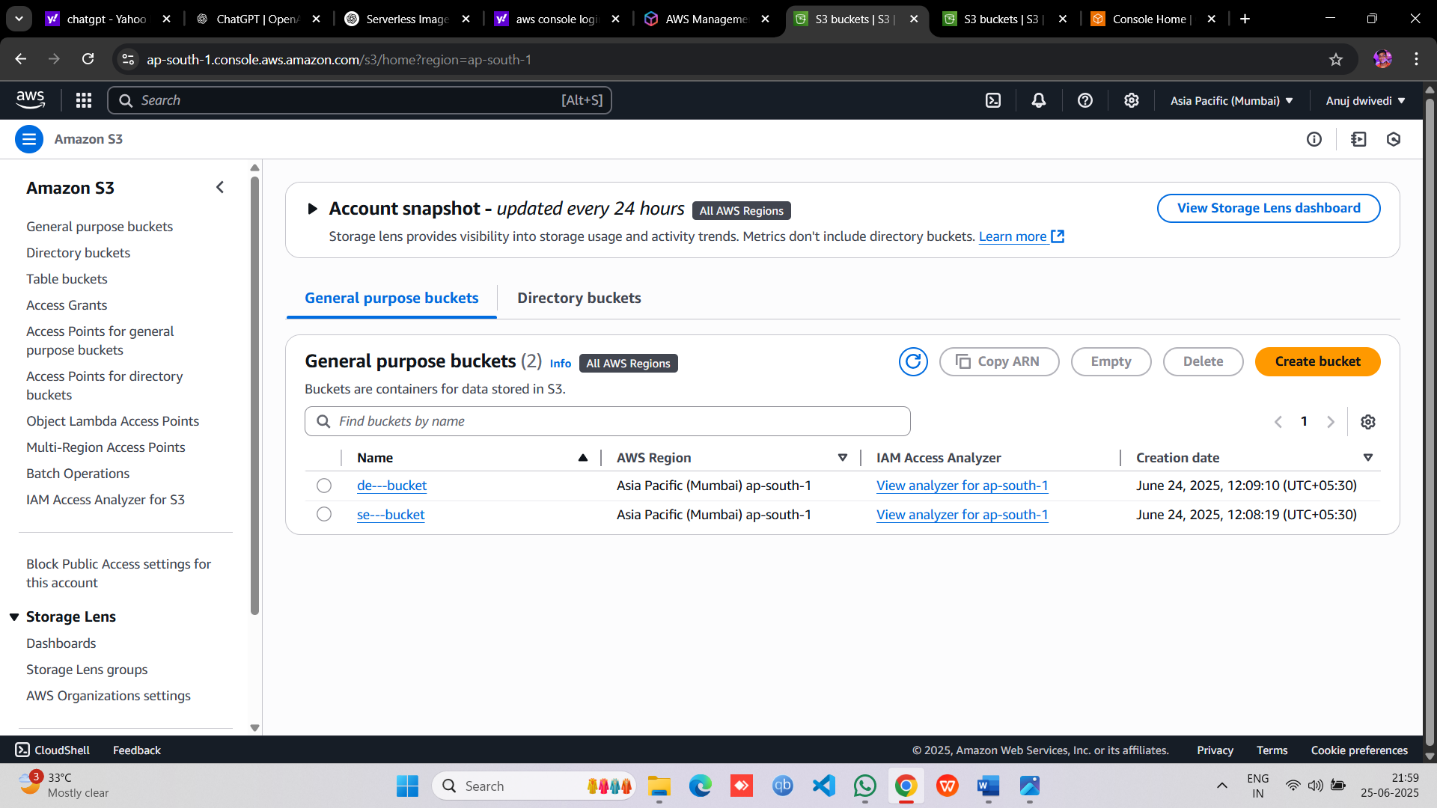 chatgpt - Yahoo
ChatGPT | OpenA
Serverless Image
aws console logi
AWS Manageme
S3 buckets | S3 |
S3 buckets | S3 |
Console Home |
ap-south-1.console.aws.amazon.com/s3/home?region=ap-south-1
aws
Search
[Alt+S]
Asia Pacific (Mumbai)
Anuj dwivedi
Amazon S3
Amazon S3
General purpose buckets
Directory buckets
Table buckets
Access Grants
Access Points for general
purpose buckets
Access Points for directory
buckets
Object Lambda Access Points
Multi-Region Access Points
Batch Operations
IAM Access Analyzer for S3
Block Public Access settings for
this account
Storage Lens
Dashboards
Storage Lens groups
AWS Organizations settings
Account snapshot - updated every 24 hours All AWS Regions
View Storage Lens dashboard
Storage lens provides visibility into storage usage and activity trends. Metrics don't include directory buckets. Learn more
General purpose buckets
Directory buckets
General purpose buckets (2) Info All AWS Regions
Copy ARN
Empty
Delete
Create bucket
Buckets are containers for data stored in S3.
Find buckets by name
1
Name AWS Region IAM Access Analyzer Creation date
de---bucket Asia Pacific (Mumbai) ap-south-1 View analyzer for ap-south-1 June 24, 2025, 12:09:10 (UTC+05:30)
se---bucket Asia Pacific (Mumbai) ap-south-1 View analyzer for ap-south-1 June 24, 2025, 12:08:19 (UTC+05:30)
CloudShell
Feedback
© 2025, Amazon Web Services, Inc. or its affiliates.
Privacy
Terms
Cookie preferences
3
33°C
Mostly clear
Search
qb
ENG
IN
21:59
25-06-2025